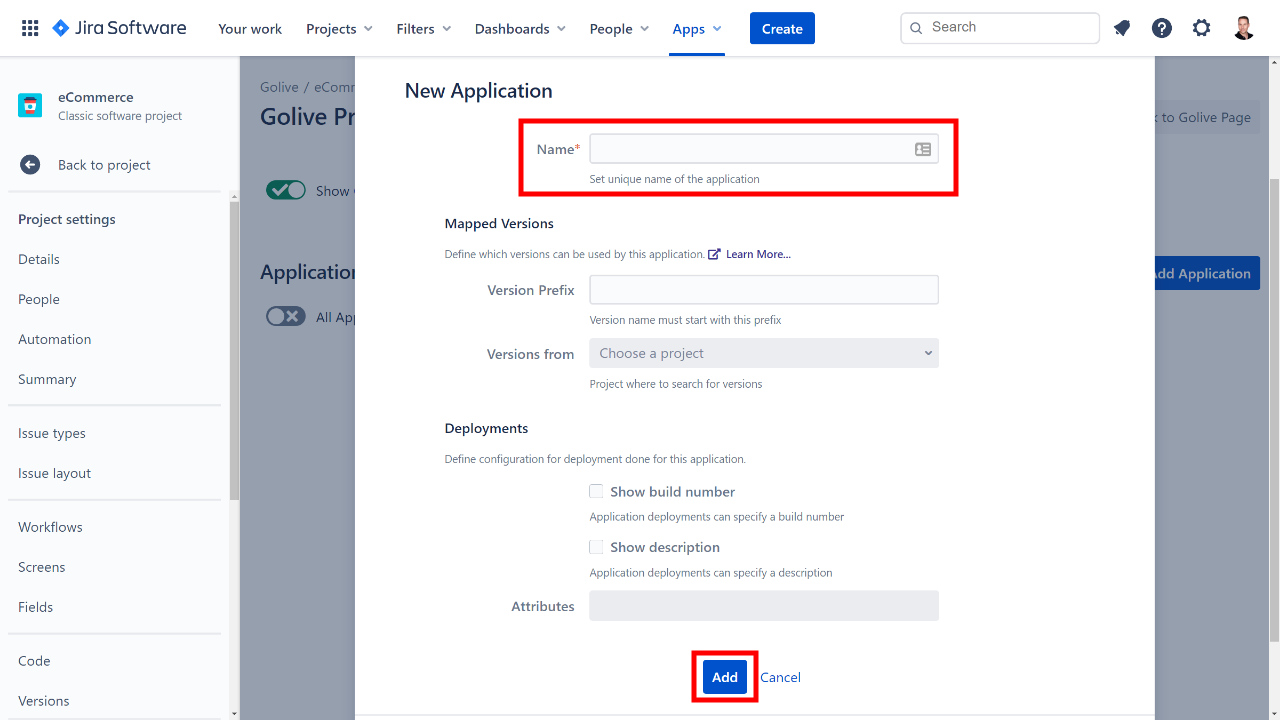 Jira Software
Your work
Projects
Filters
Dashboards
People
Apps
Create
Search
eCommerce
Classic software project
Back to project
Project settings
Details
People
Automation
Summary
Issue types
Issue layout
Workflows
Screens
Fields
Code
Versions
Golive / eComm
Golive Pr
to Golive Page
Show
Application
Add Application
All App
New Application
Name*
Set unique name of the application
Mapped Versions
Define which versions can be used by this application. Learn More...
Version Prefix
Version name must start with this prefix
Versions from
Choose a project
Project where to search for versions
Deployments
Define configuration for deployment done for this application.
Show build number
Application deployments can specify a build number
Show description
Application deployments can specify a description
Attributes
Add
Cancel